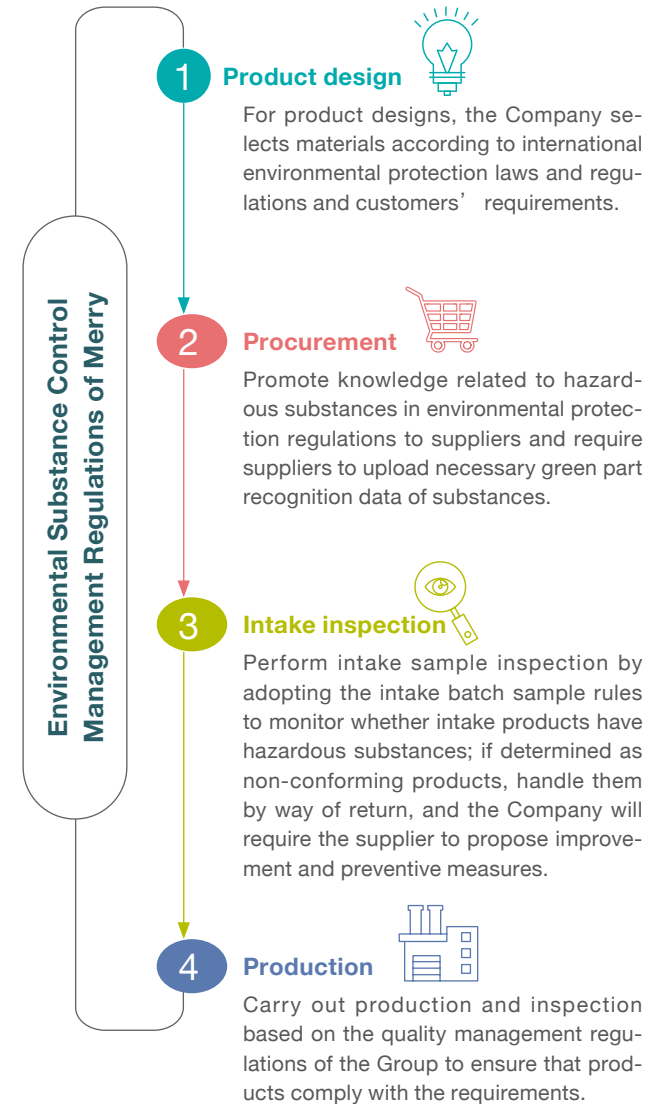 Environmental Substance Control
Management Regulations of Merry
1 Product design
For product designs, the Company se-
lects materials according to international
environmental protection laws and regu-
lations and customers’ requirements.
2 Procurement
Promote knowledge related to hazard-
ous substances in environmental protec-
tion regulations to suppliers and require
suppliers to upload necessary green part
recognition data of substances.
3 Intake inspection
Perform intake sample inspection by
adopting the intake batch sample rules
to monitor whether intake products have
hazardous substances; if determined as
non-conforming products, handle them
by way of return, and the Company will
require the supplier to propose improve-
ment and preventive measures.
4 Production
Carry out production and inspection
based on the quality management regu-
lations of the Group to ensure that prod-
ucts comply with the requirements.